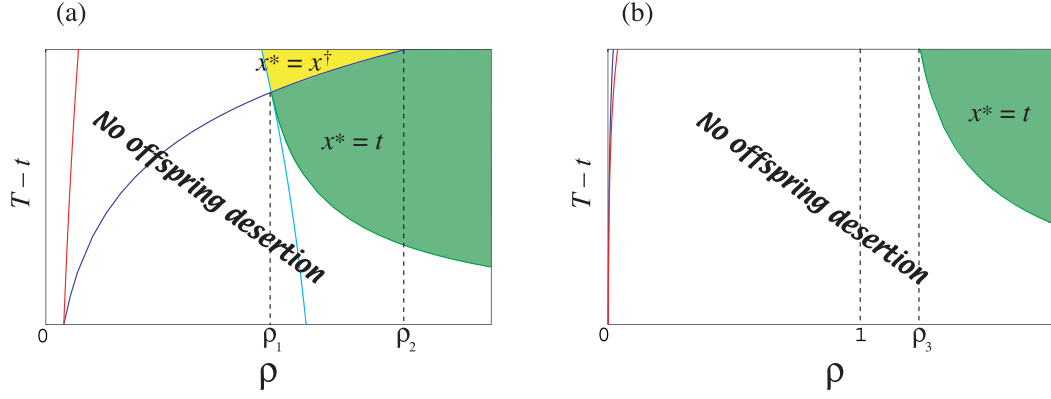 (a)
x* = x†
x* = t
No offspring desertion
T – t
0
ρ1
ρ2
ρ
(b)
x* = t
No offspring desertion
T – t
0
1
ρ3
ρ